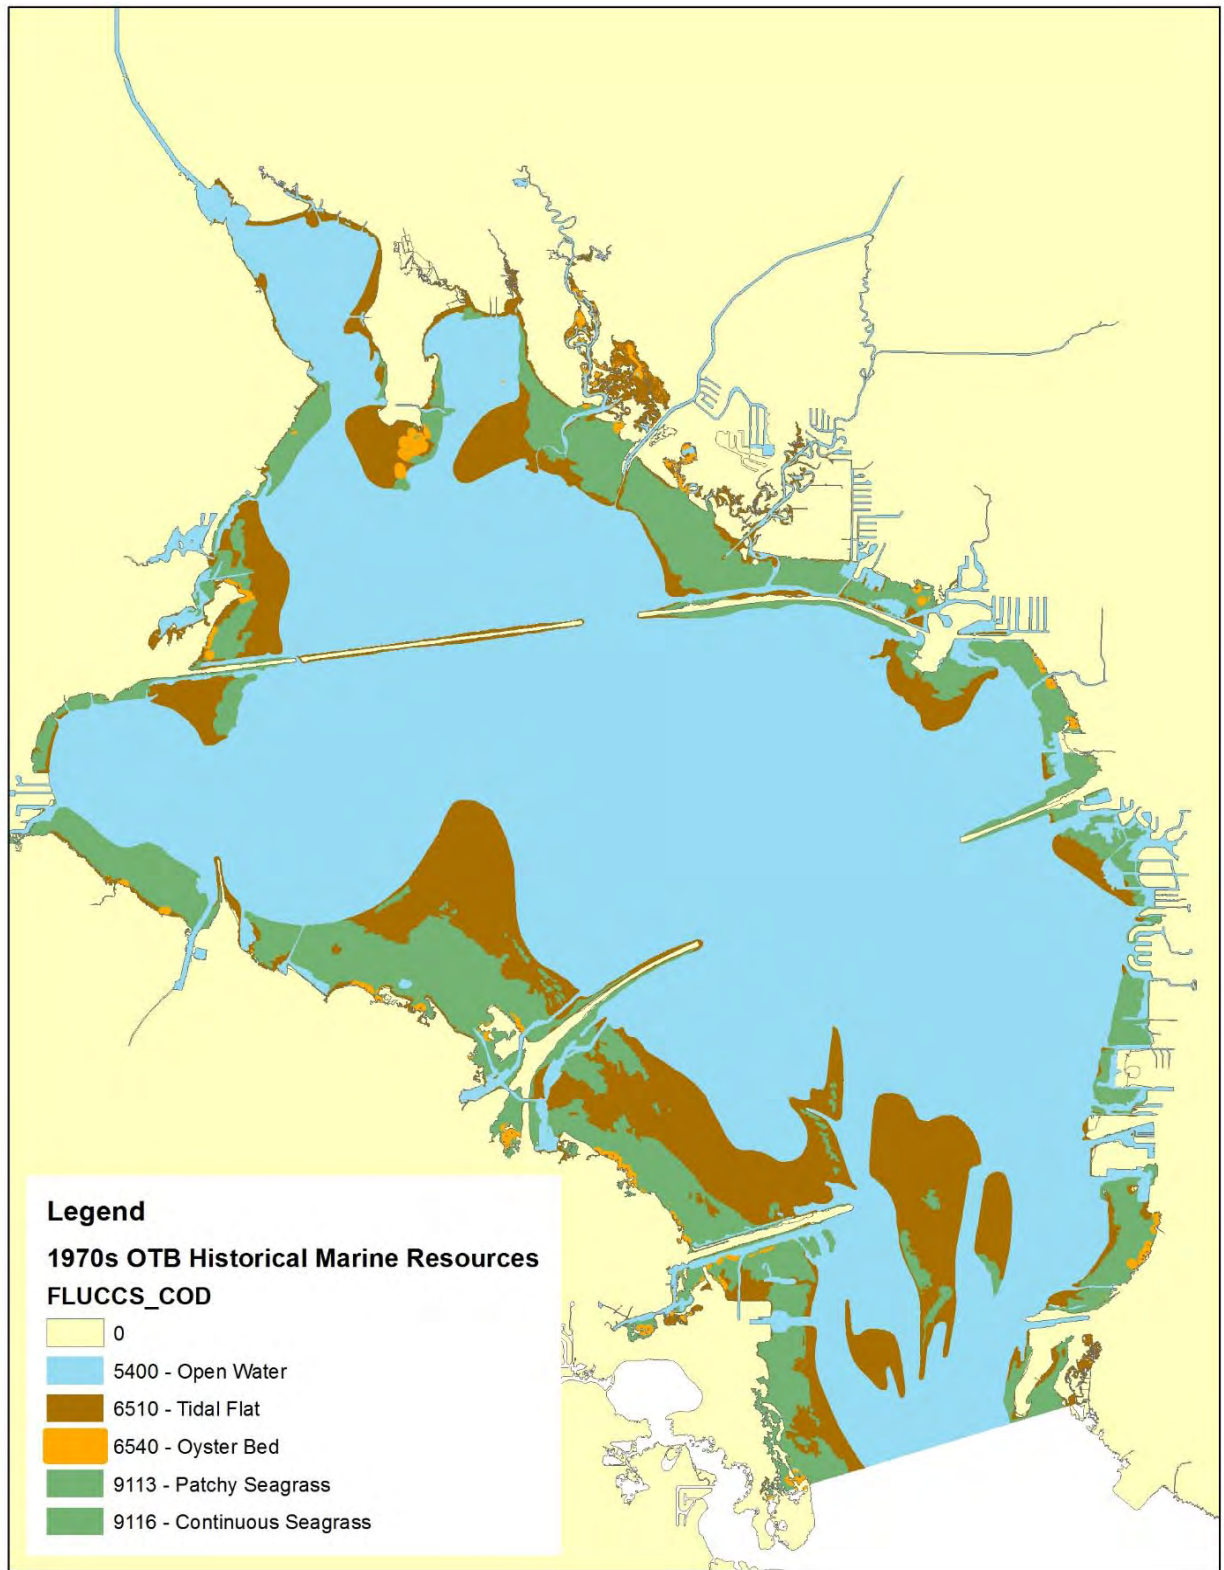 Legend
1970s OTB Historical Marine Resources
FLUCCS_COD
0
5400 - Open Water
6510 - Tidal Flat
6540 - Oyster Bed
9113 - Patchy Seagrass
9116 - Continuous Seagrass